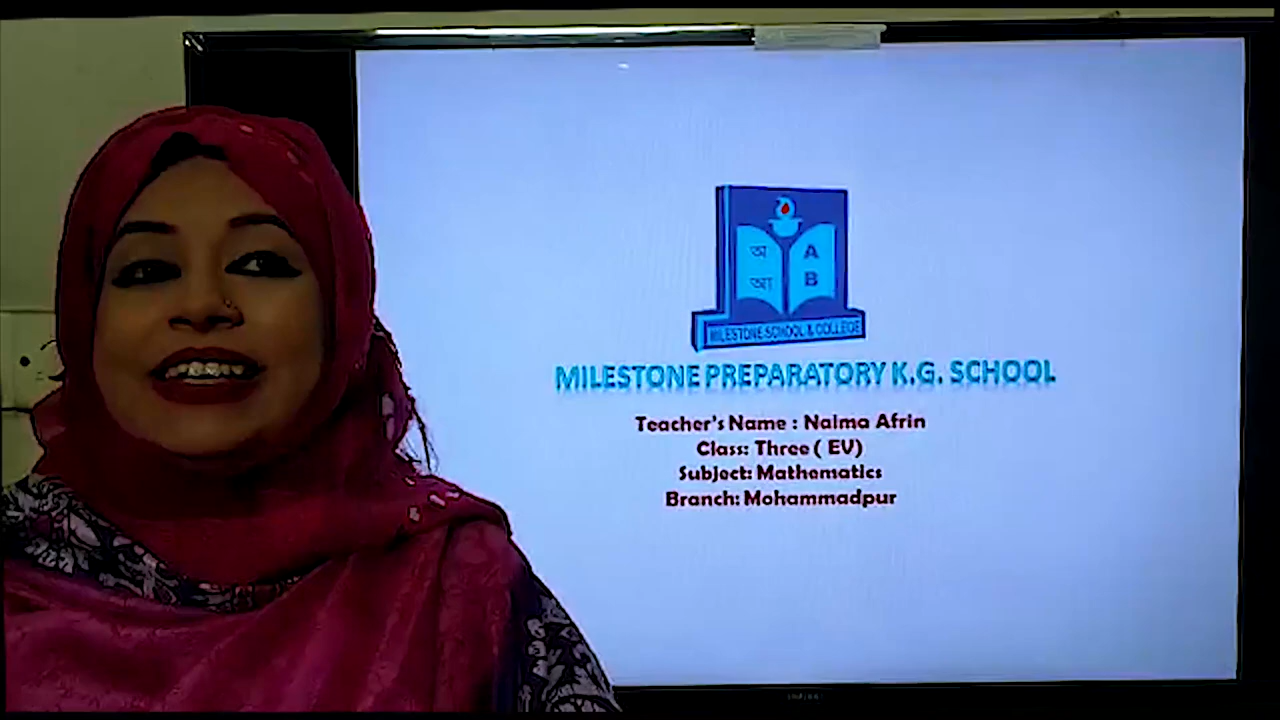 অ A
আ B
MILESTONE SCHOOL & COLLEGE
MILESTONE PREPARATORY K.G. SCHOOL
Teacher's Name : Naima Afrin
Class: Three ( EV)
Subject: Mathematics
Branch: Mohammadpur